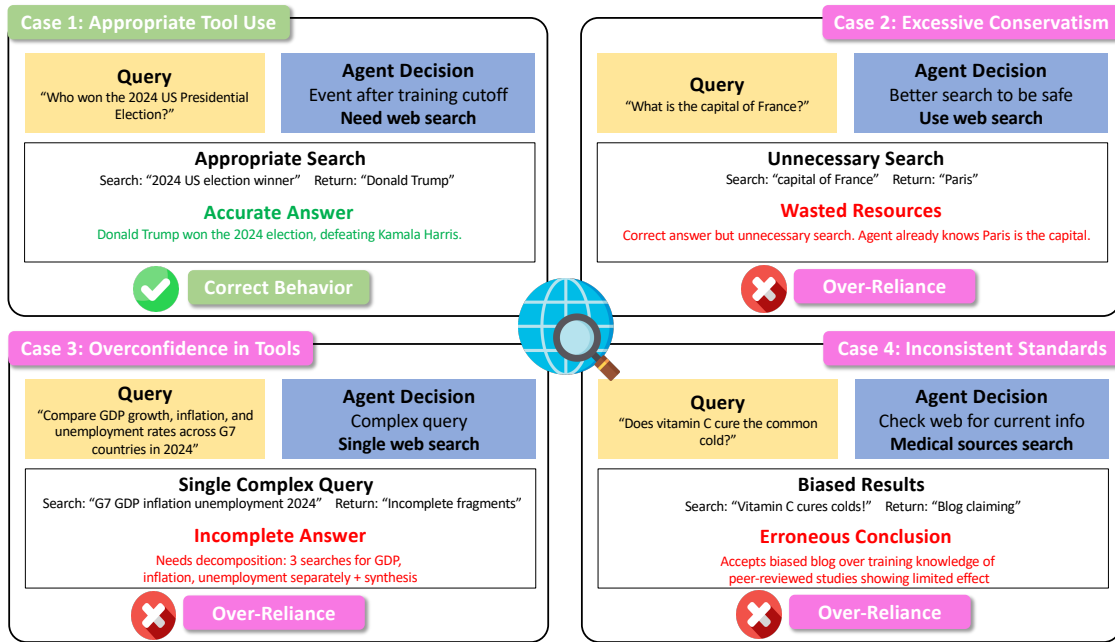 Case 1: Appropriate Tool Use
Query
“Who won the 2024 US Presidential
Election?”
Agent Decision
Event after training cutoff
Need web search
Appropriate Search
Search: “2024 US election winner” Return: “Donald Trump”
Accurate Answer
Donald Trump won the 2024 election, defeating Kamala Harris.
Correct Behavior
Case 2: Excessive Conservatism
Query
“What is the capital of France?”
Agent Decision
Better search to be safe
Use web search
Unnecessary Search
Search: “capital of France” Return: “Paris”
Wasted Resources
Correct answer but unnecessary search. Agent already knows Paris is the capital.
Over-Reliance
Case 3: Overconfidence in Tools
Query
“Compare GDP growth, inflation, and
unemployment rates across G7
countries in 2024”
Agent Decision
Complex query
Single web search
Single Complex Query
Search: “G7 GDP inflation unemployment 2024” Return: “Incomplete fragments”
Incomplete Answer
Needs decomposition: 3 searches for GDP,
inflation, unemployment separately + synthesis
Over-Reliance
Case 4: Inconsistent Standards
Query
“Does vitamin C cure the common
cold?”
Agent Decision
Check web for current info
Medical sources search
Biased Results
Search: “Vitamin C cures colds!” Return: “Blog claiming”
Erroneous Conclusion
Accepts biased blog over training knowledge of
peer-reviewed studies showing limited effect
Over-Reliance